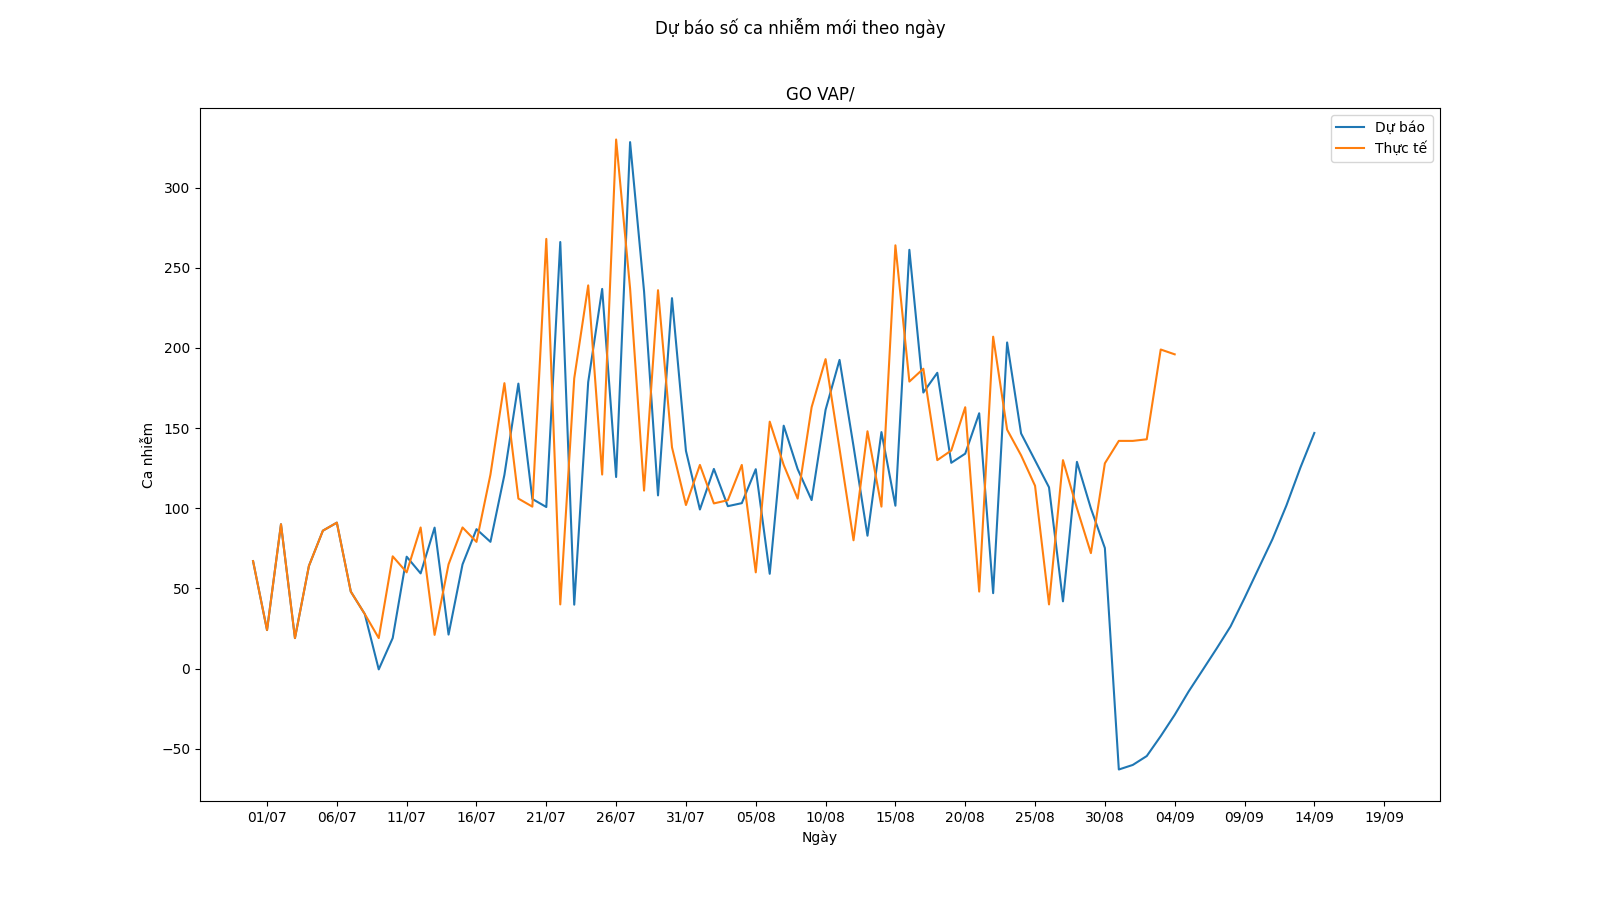 Dự báo số ca nhiễm mới theo ngày
GO VAP/
Dự báo
Thực tế
300
250
200
150
100
50
0
−50
Ca nhiễm
01/07 06/07 11/07 16/07 21/07 26/07 31/07 05/08 10/08 15/08 20/08 25/08 30/08 04/09 09/09 14/09 19/09
Ngày